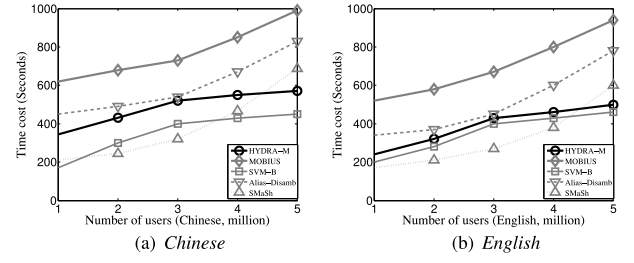 1000
800
600
400
200
0
1 2 3 4 5
Time cost (Seconds)
Number of users (Chinese, million)
HYDRA-M
MOBIUS
SVM-B
Alias-Disamb
SMaSh
(a) Chinese
1000
800
600
400
200
0
1 2 3 4 5
Time cost (Seconds)
Number of users (English, million)
HYDRA-M
MOBIUS
SVM-B
Alias-Disamb
SMaSh
(b) English